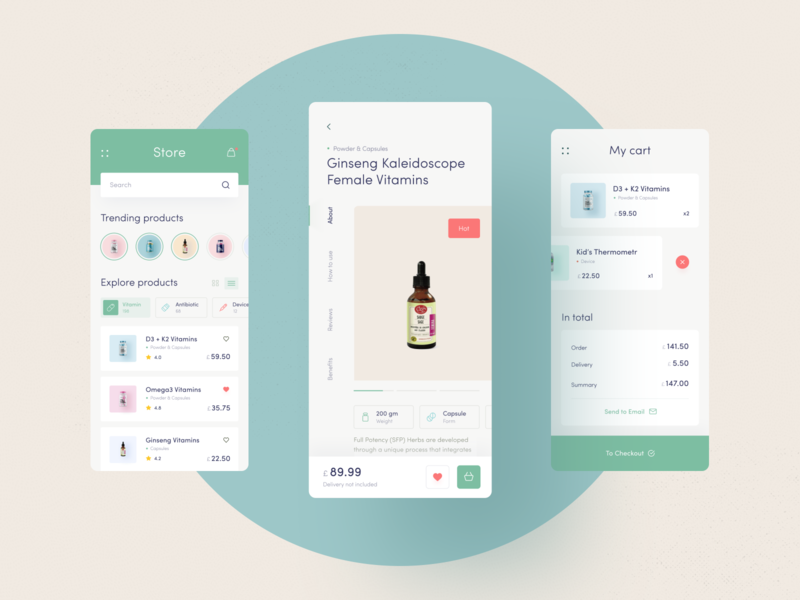 Store
Search
Trending products
Explore products
Vitamin
Antibiotic
Device
D3 + K2 Vitamins
Powder & Capsules
4.0
£ 59.50
Omega3 Vitamins
Powder & Capsules
4.8
£ 35.75
Ginseng Vitamins
Capsules
4.2
£ 22.50
Powder & Capsules
Ginseng Kaleidoscope
Female Vitamins
About
How to use
Reviews
Benefits
Hot
200 gm
Weight
Capsule
Form
Full Potency (SFP) Herbs are developed
through a unique process that integrates
£ 89.99
Delivery not included
My cart
D3 + K2 Vitamins
Powder & Capsules
£ 59.50
x2
Kid's Thermometr
Device
£ 22.50
x1
In total
Order
£ 141.50
Delivery
£ 5.50
Summary
£ 147.00
Send to Email
To Checkout